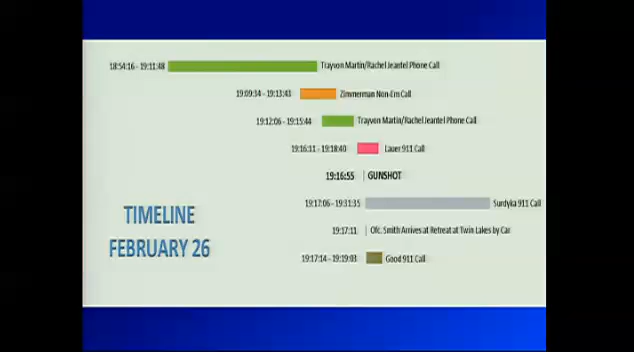 18:54:16 - 19:11:48 Trayvon Martin/Rachel Jeantel Phone Call
19:09:34 - 19:13:41 Zimmerman Non-Em Call
19:12:06 - 19:15:44 Trayvon Martin/Rachel Jeantel Phone Call
19:16:11 - 19:18:40 Lauer 911 Call
19:16:55 GUNSHOT
19:17:06 - 19:31:35 Surdyka 911 Call
19:17:11 Ofc. Smith Arrives at Retreat at Twin Lakes by Car
19:17:14 - 19:19:03 Good 911 Call
TIMELINE
FEBRUARY 26